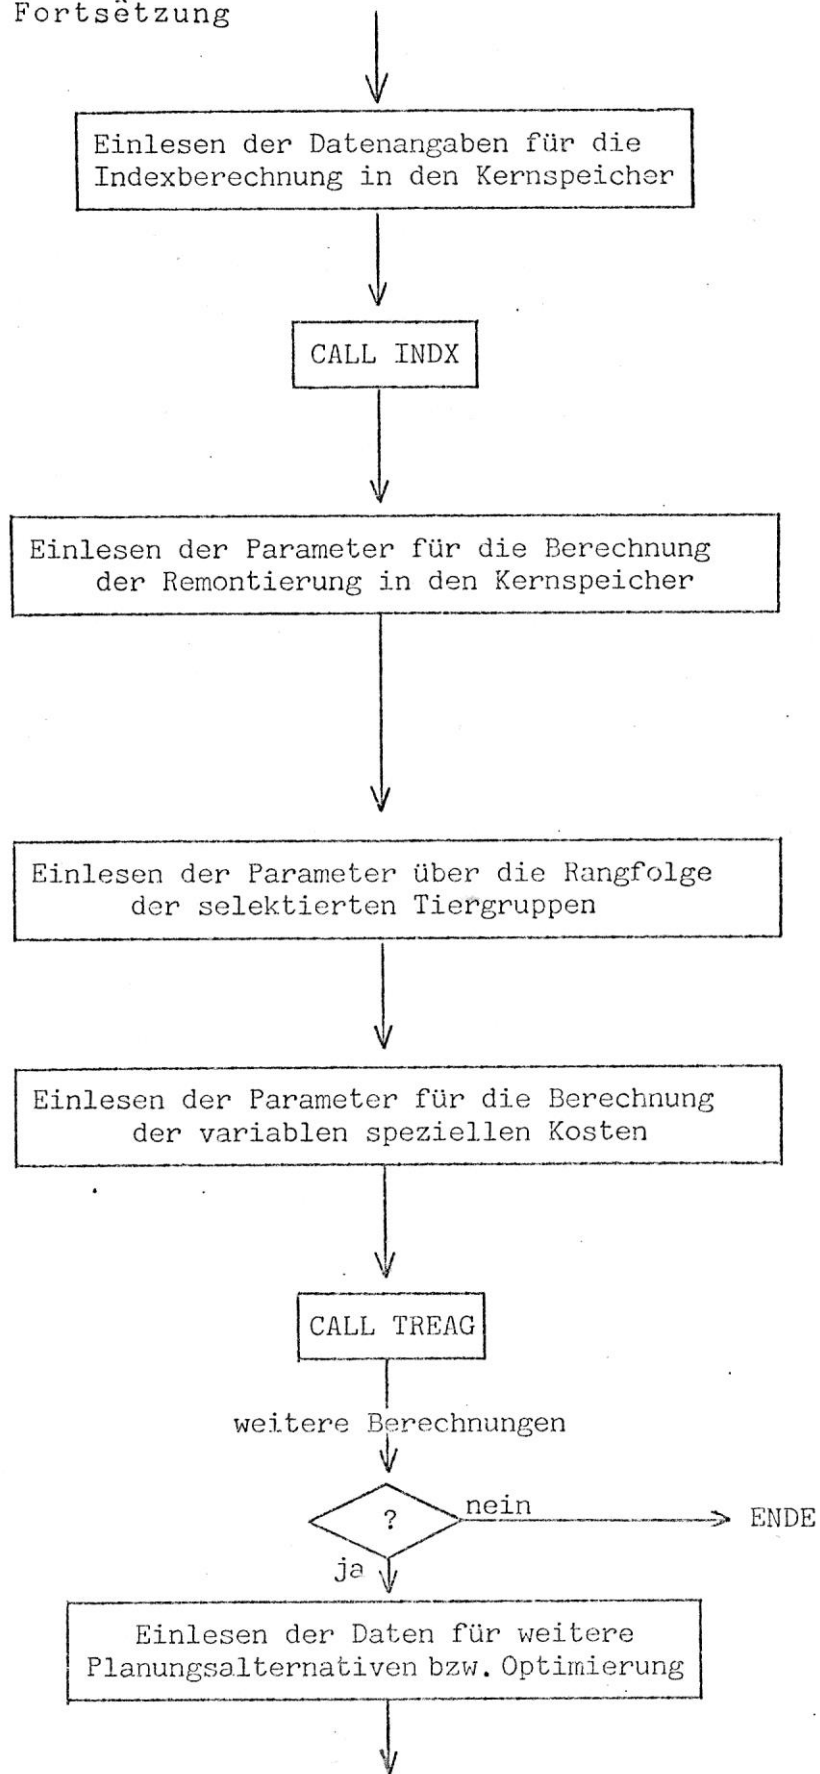 Fortsetzung
Einlesen der Datenangaben für die
Indexberechnung in den Kernspeicher
CALL INDX
Einlesen der Parameter für die Berechnung
der Remontierung in den Kernspeicher
Einlesen der Parameter über die Rangfolge
der selektierten Tiergruppen
Einlesen der Parameter für die Berechnung
der variablen speziellen Kosten
CALL TREAG
weitere Berechnungen
? nein ENDE
ja
Einlesen der Daten für weitere
Planungsalternativen bzw. Optimierung